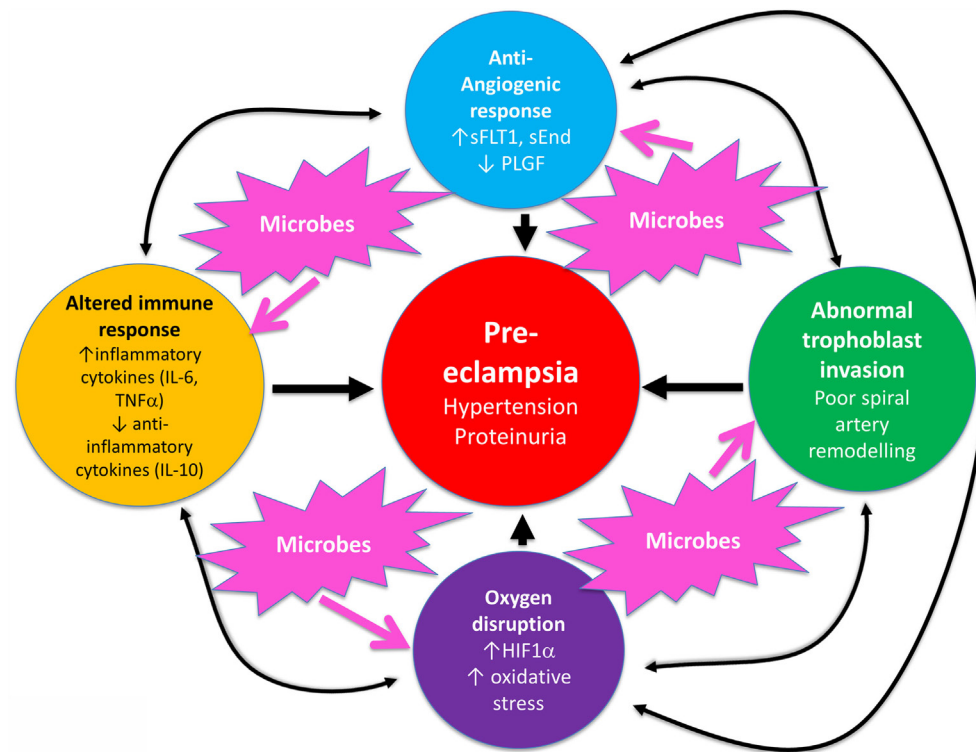 Anti-
Angiogenic
response
↑sFLT1, sEnd
↓ PLGF
Microbes
Microbes
Altered immune
response
↑inflammatory
cytokines (IL-6,
TNFα)
↓ anti-
inflammatory
cytokines (IL-10)
Pre-
eclampsia
Hypertension
Proteinuria
Abnormal
trophoblast
invasion
Poor spiral
artery
remodelling
Microbes
Microbes
Oxygen
disruption
↑HIF1α
↑ oxidative
stress